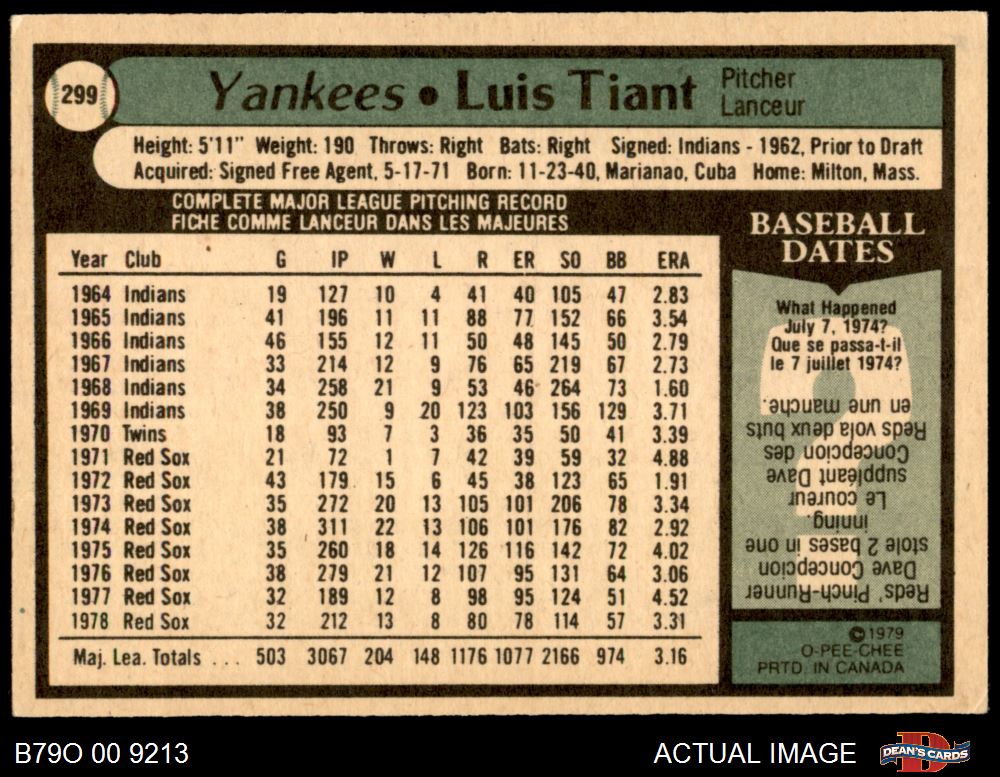 299
Yankees • Luis Tiant Pitcher
Lanceur
Height: 5'11" Weight: 190 Throws: Right Bats: Right Signed: Indians - 1962, Prior to Draft
Acquired: Signed Free Agent, 5-17-71 Born: 11-23-40, Marianao, Cuba Home: Milton, Mass.
COMPLETE MAJOR LEAGUE PITCHING RECORD
FICHE COMME LANCEUR DANS LES MAJEURES
Year Club G IP W L R ER SO BB ERA
1964 Indians 19 127 10 4 41 40 105 47 2.83
1965 Indians 41 196 11 11 88 77 152 66 3.54
1966 Indians 46 155 12 11 50 48 145 50 2.79
1967 Indians 33 214 12 9 76 65 219 67 2.73
1968 Indians 34 258 21 9 53 46 264 73 1.60
1969 Indians 38 250 9 20 123 103 156 129 3.71
1970 Twins 18 93 7 3 36 35 50 41 3.39
1971 Red Sox 21 72 1 7 42 39 59 32 4.88
1972 Red Sox 43 179 15 6 45 38 123 65 1.91
1973 Red Sox 35 272 20 13 105 101 206 78 3.34
1974 Red Sox 38 311 22 13 106 101 176 82 2.92
1975 Red Sox 35 260 18 14 126 116 142 72 4.02
1976 Red Sox 38 279 21 12 107 95 131 64 3.06
1977 Red Sox 32 189 12 8 98 95 124 51 4.52
1978 Red Sox 32 212 13 8 80 78 114 57 3.31
Maj. Lea. Totals ... 503 3067 204 148 1176 1077 2166 974 3.16
BASEBALL
DATES
What Happened
July 7, 1974?
Que se passa-t-il
le 7 juillet 1974?
Reds' Pinch-Runner
Dave Concepcion
stole 2 bases in one
inning.
Le coureur
suppléant Dave
Concepcion des
Reds vola deux buts
en une manche.
©1979
O-PEE-CHEE
PRTD. IN CANADA
B79O 00 9213
ACTUAL IMAGE
DEAN'S CARDS